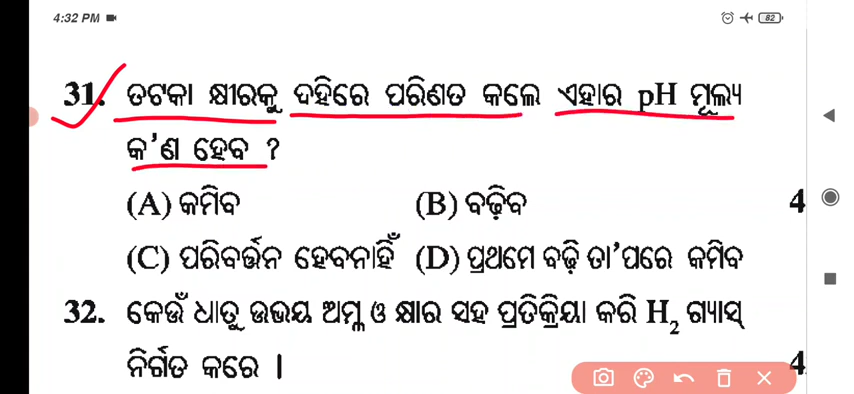 4:32 PM
82
31. ତଟକା କ୍ଷୀରକୁ ଦହିରେ ପରିଣତ କଲେ ଏହାର pH ମୂଲ୍ୟ
କ'ଣ ହେବ ?
(A) କମିବ (B) ବଢ଼ିବ 4
(C) ପରିବର୍ତ୍ତନ ହେବନାହିଁ (D) ପ୍ରଥମେ ବଢ଼ି ତା'ପରେ କମିବ
32. କେଉଁ ଧାତୁ ଉଭୟ ଅମ୍ଳ ଓ କ୍ଷାର ସହ ପ୍ରତିକ୍ରିୟା କରି H₂ ଗ୍ୟାସ୍
ନିର୍ଗତ କରେ । 4